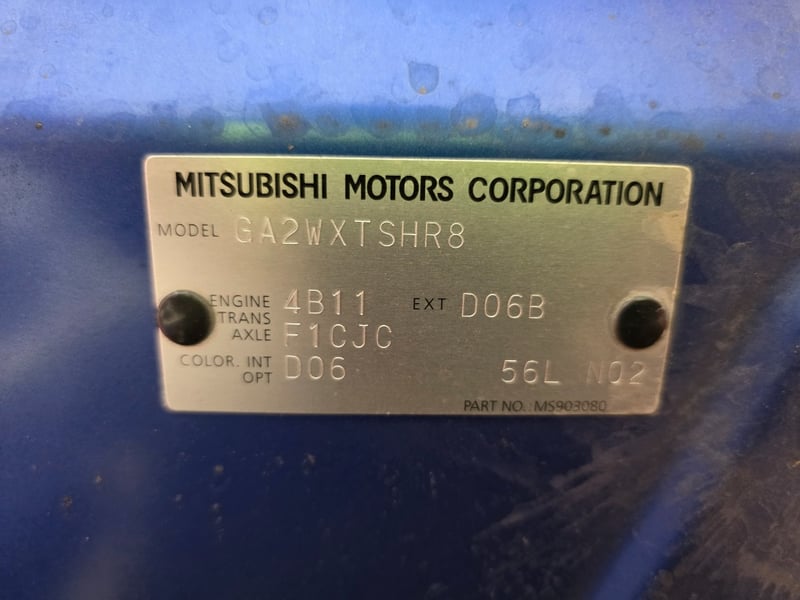 MITSUBISHI MOTORS CORPORATION
MODEL GA2WXTSHR8
ENGINE 4B11 EXT D06B
TRANS
AXLE F1CJC
COLOR. INT D06
OPT 56L N02
PART NO.: MS903080